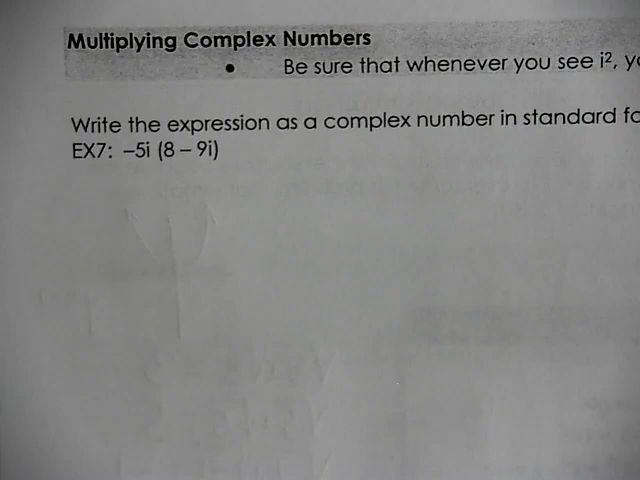 Multiplying Complex Numbers
• Be sure that whenever you see i², 
Write the expression as a complex number in standard
EX7: –5i (8 – 9i)